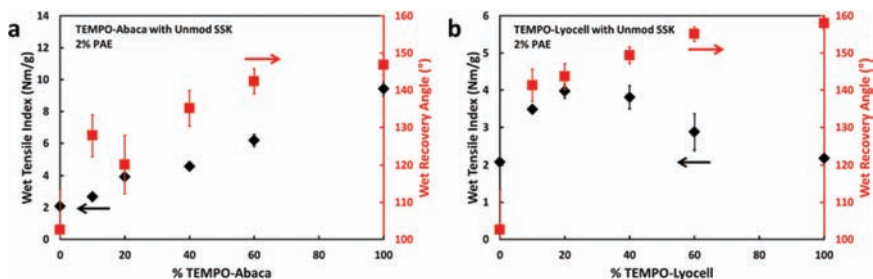 a
TEMPO-Abaca with Unmod SSK
2% PAE
Wet Tensile Index (Nm/g)
14
12
10
8
6
4
2
0
160
150
140
130
120
110
100
Wet Recovery Angle (°)
0 20 40 60 80 100
% TEMPO-Abaca
b
TEMPO-Lyocell with Unmod SSK
2% PAE
Wet Tensile Index (Nm/g)
6
5
4
3
2
1
0
160
150
140
130
120
110
100
Wet Recovery Angle (°)
0 20 40 60 80 100
% TEMPO-Lyocell